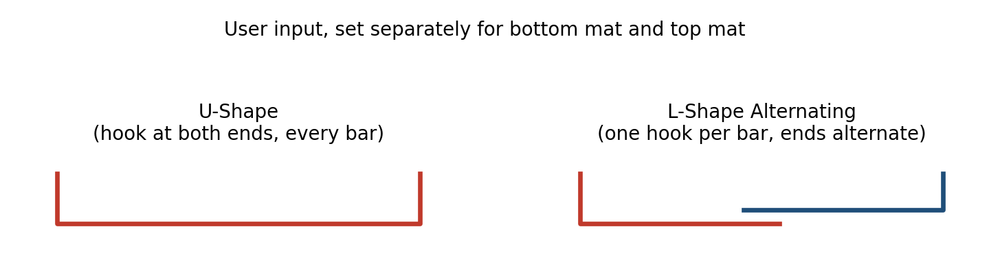 User input, set separately for bottom mat and top mat
U-Shape
(hook at both ends, every bar)
L-Shape Alternating
(one hook per bar, ends alternate)